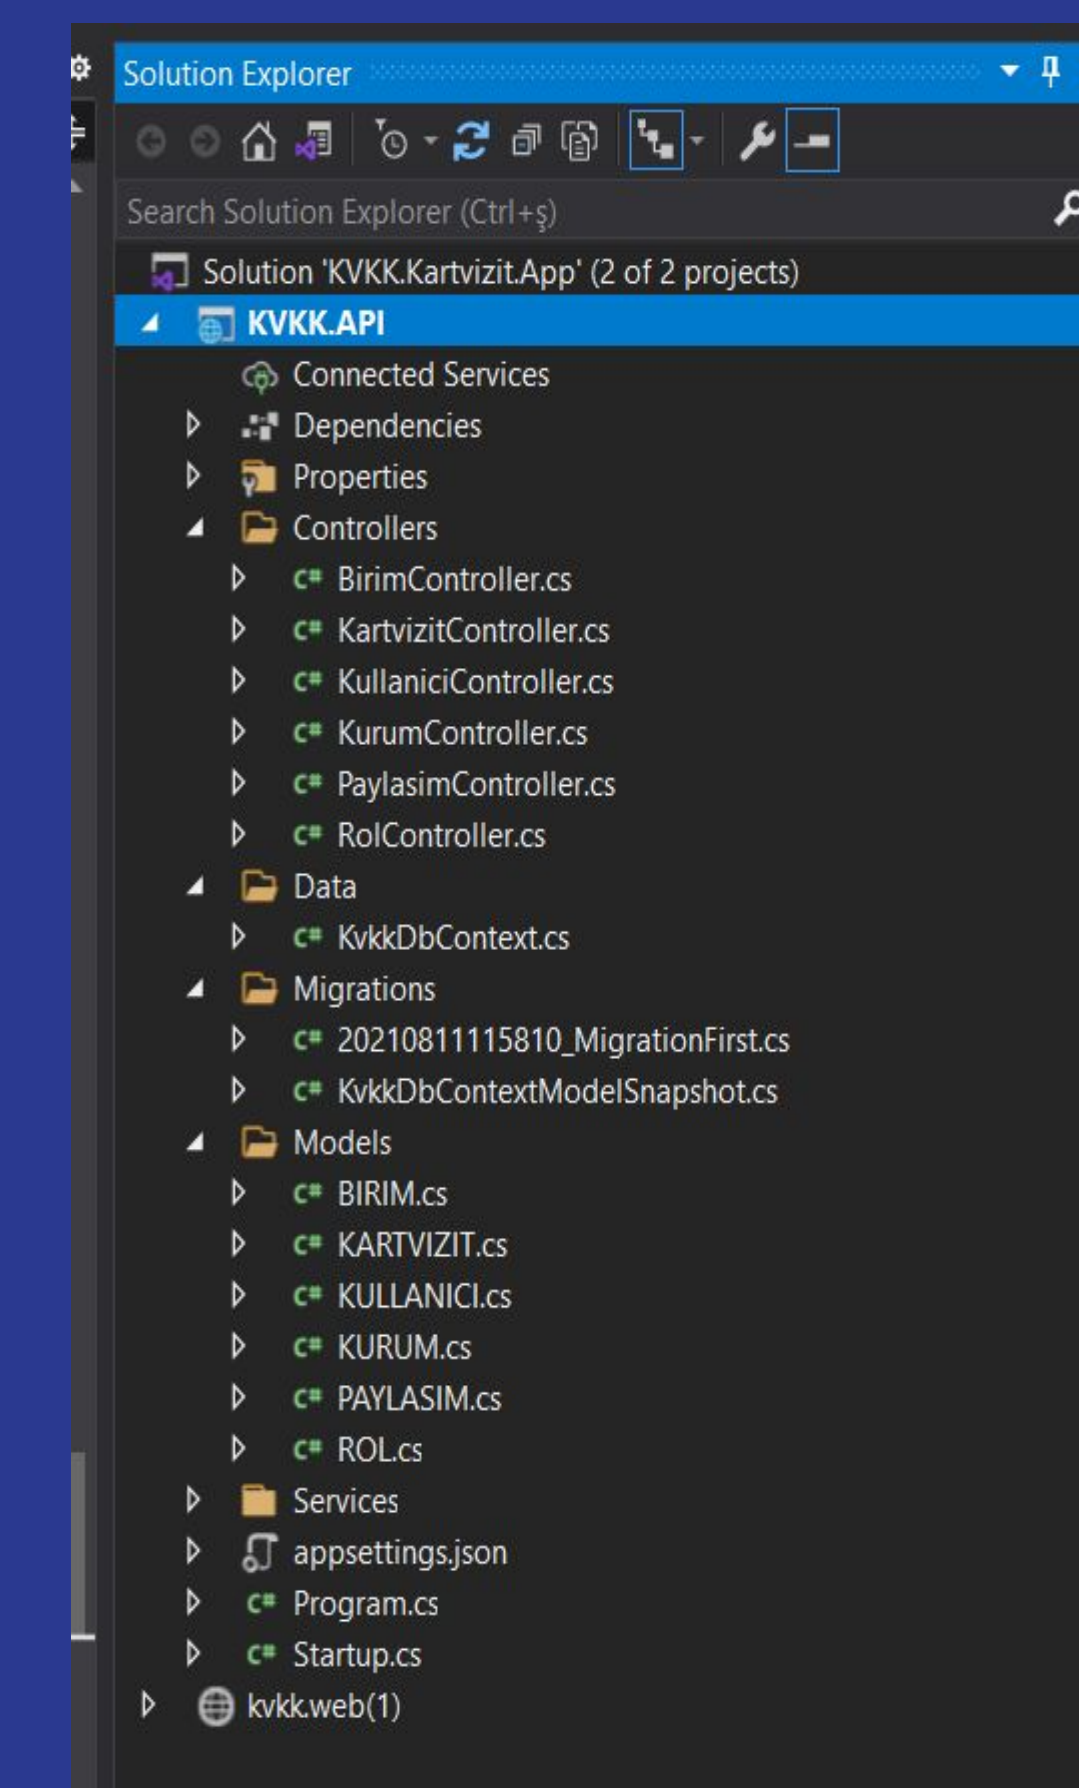 Solution Explorer
Search Solution Explorer (Ctrl+ş)
Solution 'KVKK.Kartvizit.App' (2 of 2 projects)
KVKK.API
Connected Services
Dependencies
Properties
Controllers
C# BirimController.cs
C# KartvizitController.cs
C# KullaniciController.cs
C# KurumController.cs
C# PaylasimController.cs
C# RolController.cs
Data
C# KvkkDbContext.cs
Migrations
C# 20210811115810_MigrationFirst.cs
C# KvkkDbContextModelSnapshot.cs
Models
C# BIRIM.cs
C# KARTVIZIT.cs
C# KULLANICI.cs
C# KURUM.cs
C# PAYLASIM.cs
C# ROL.cs
Services
appsettings.json
C# Program.cs
C# Startup.cs
kvkk.web(1)